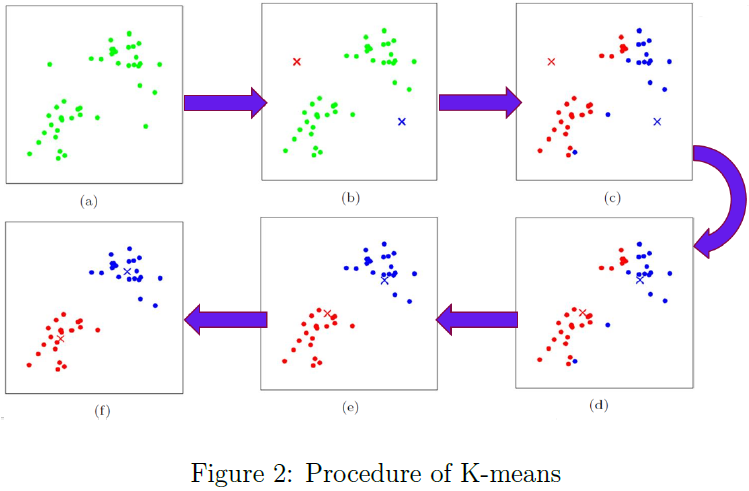 (a)
(b)
(c)
(f)
(e)
(d)
Figure 2: Procedure of K-means